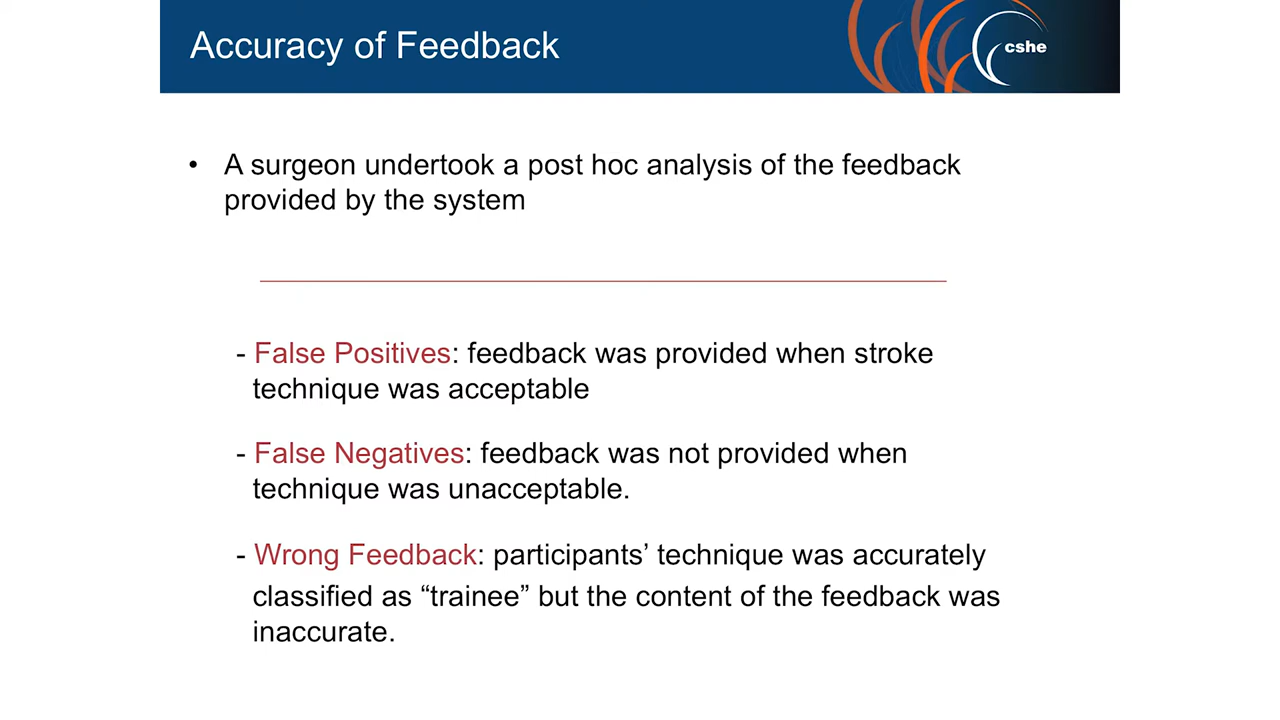 Accuracy of Feedback
cshe
• A surgeon undertook a post hoc analysis of the feedback
provided by the system
- False Positives: feedback was provided when stroke
technique was acceptable
- False Negatives: feedback was not provided when
technique was unacceptable.
- Wrong Feedback: participants’ technique was accurately
classified as “trainee” but the content of the feedback was
inaccurate.